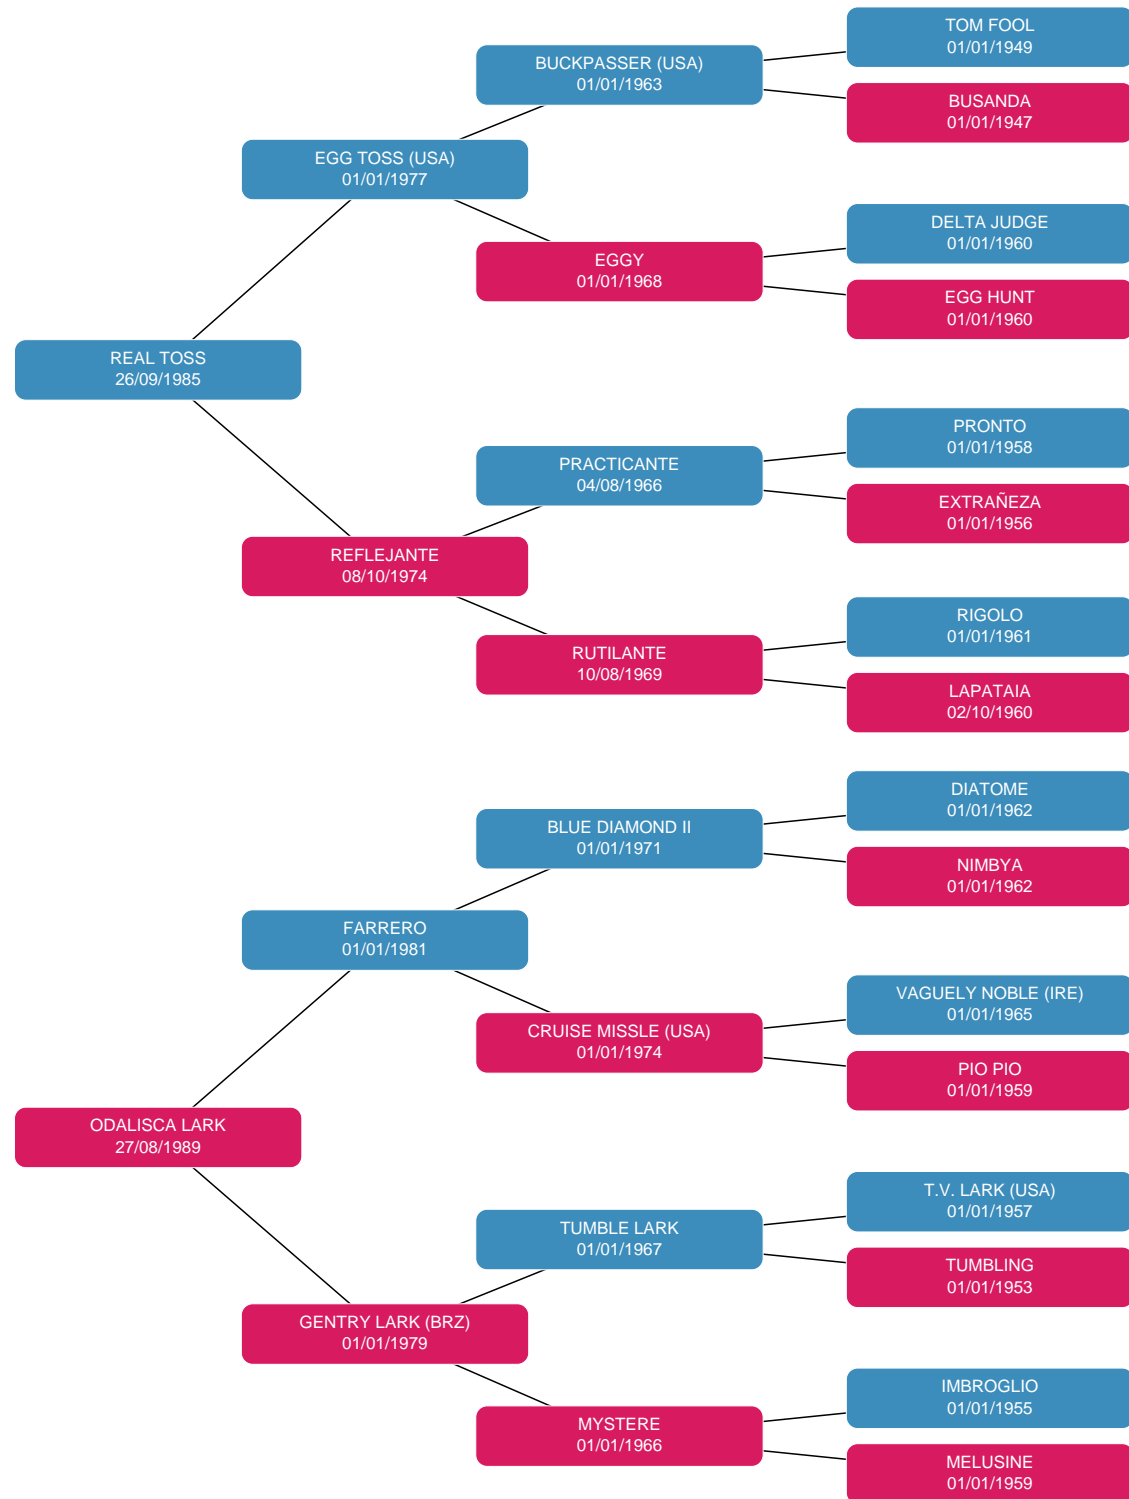 TOM FOOL
01/01/1949
BUCKPASSER (USA)
01/01/1963
BUSANDA
01/01/1947
EGG TOSS (USA)
01/01/1977
DELTA JUDGE
01/01/1960
EGGY
01/01/1968
EGG HUNT
01/01/1960
REAL TOSS
26/09/1985
PRONTO
01/01/1958
PRACTICANTE
04/08/1966
EXTRAÑEZA
01/01/1956
REFLEJANTE
08/10/1974
RIGOLO
01/01/1961
RUTILANTE
10/08/1969
LAPATAIA
02/10/1960
DIATOME
01/01/1962
BLUE DIAMOND II
01/01/1971
NIMBYA
01/01/1962
FARRERO
01/01/1981
VAGUELY NOBLE (IRE)
01/01/1965
CRUISE MISSLE (USA)
01/01/1974
PIO PIO
01/01/1959
ODALISCA LARK
27/08/1989
T.V. LARK (USA)
01/01/1957
TUMBLE LARK
01/01/1967
TUMBLING
01/01/1953
GENTRY LARK (BRZ)
01/01/1979
IMBROGLIO
01/01/1955
MYSTERE
01/01/1966
MELUSINE
01/01/1959